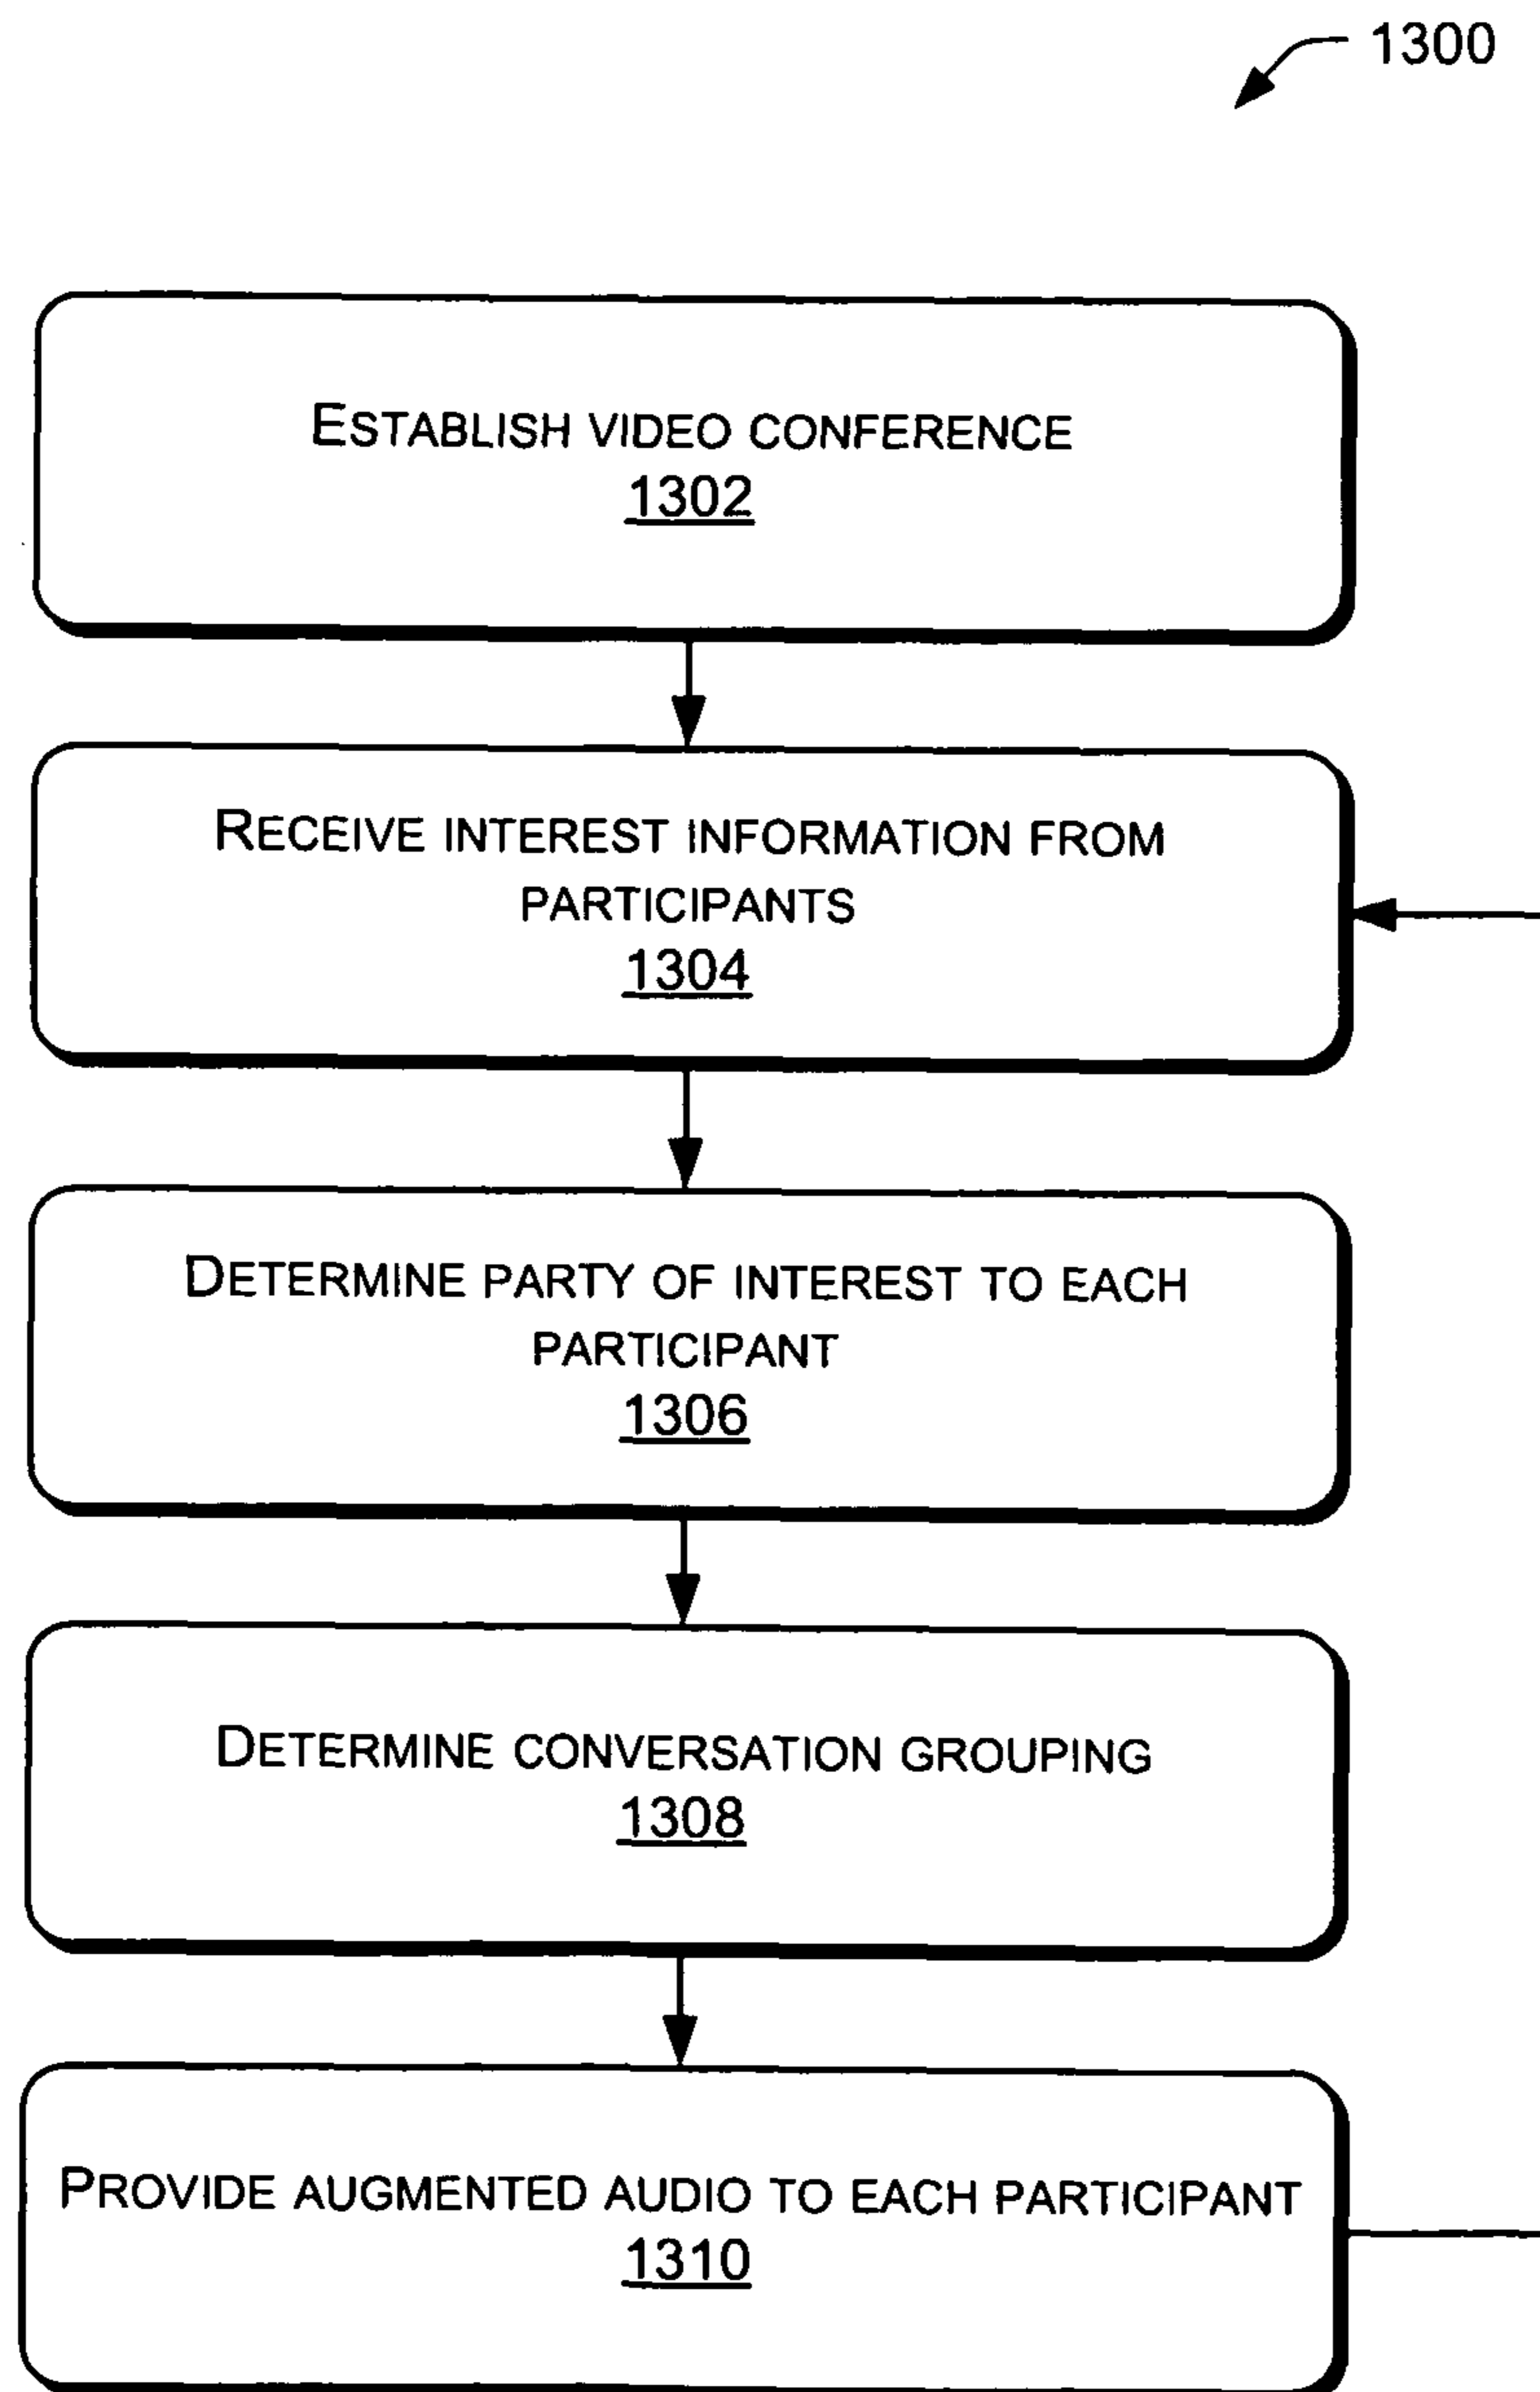 1300
ESTABLISH VIDEO CONFERENCE
1302
RECEIVE INTEREST INFORMATION FROM
PARTICIPANTS
1304
DETERMINE PARTY OF INTEREST TO EACH
PARTICIPANT
1306
DETERMINE CONVERSATION GROUPING
1308
PROVIDE AUGMENTED AUDIO TO EACH PARTICIPANT
1310